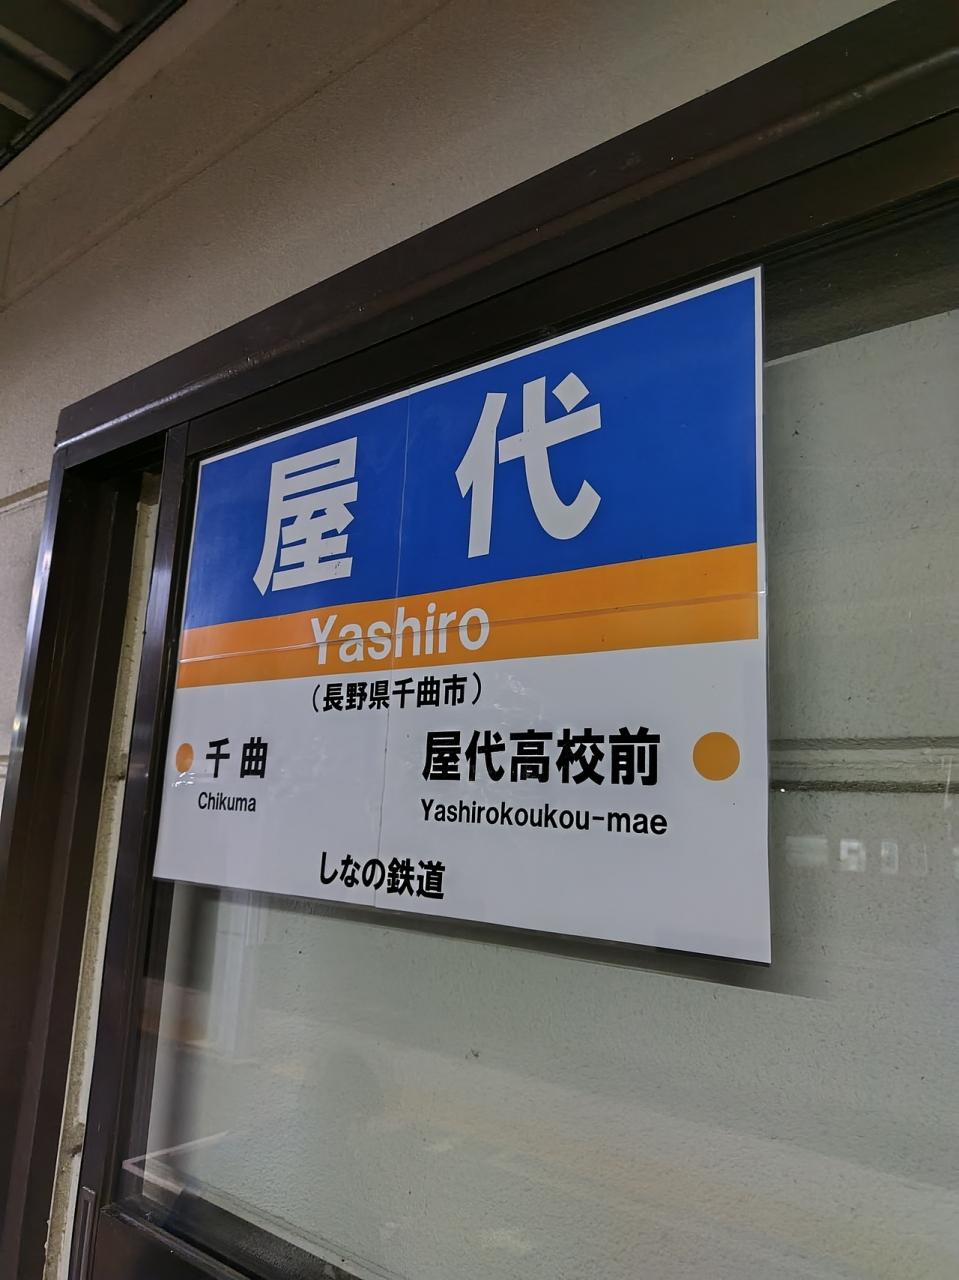 屋代
Yashiro
（長野県千曲市）
千曲
Chikuma
屋代高校前
Yashirokoukou-mae
しなの鉄道